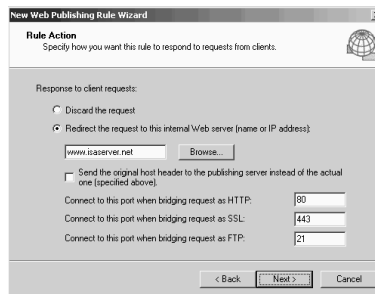 New Web Publishing Rule Wizard
Rule Action
Specify how you want this rule to respond to requests from clients.
Response to client requests:
Discard the request
Redirect the request to this internal Web server (name or IP address):
www.isaserver.net
Browse...
Send the original host header to the publishing server instead of the actual
one (specified above).
Connect to this port when bridging request as HTTP:
80
Connect to this port when bridging request as SSL:
443
Connect to this port when bridging request as FTP:
21
< Back
Next >
Cancel